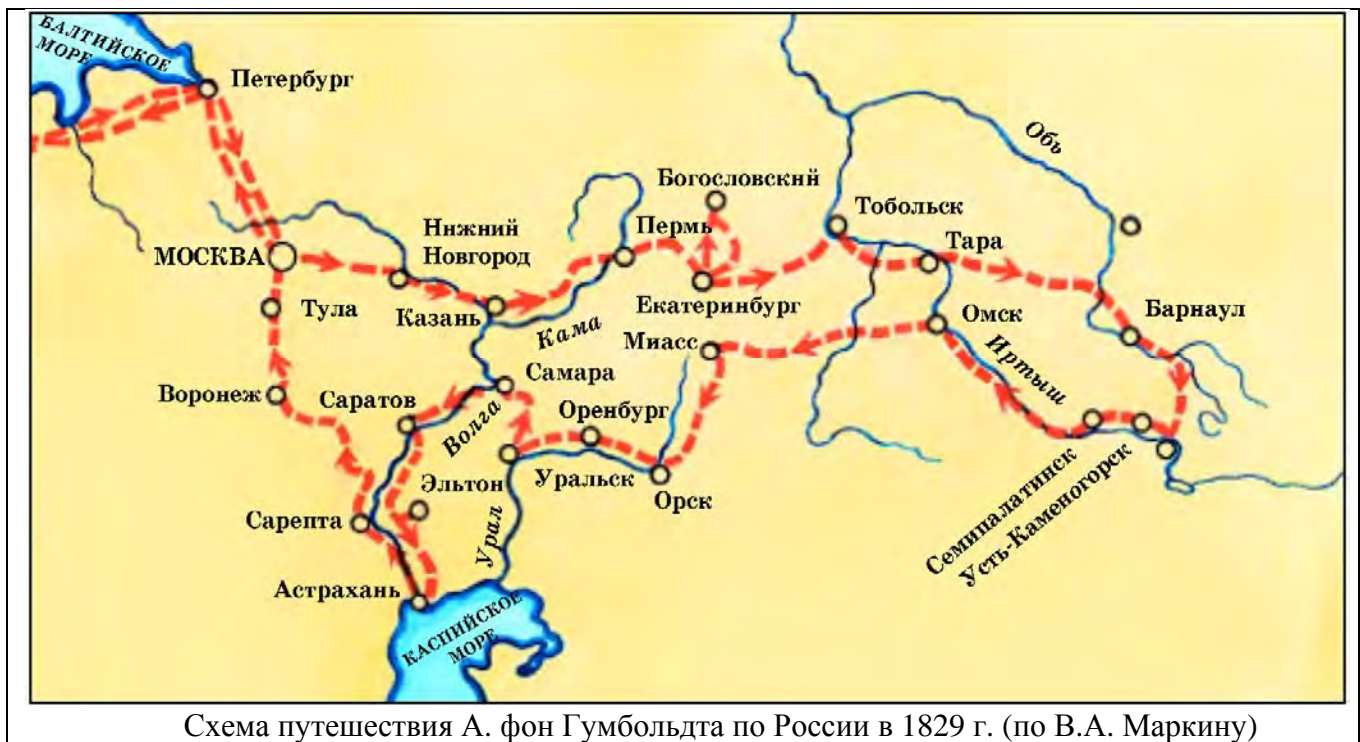 БАЛТИЙСКОЕ
МОРЕ
Петербург
Обь
Богословский
Нижний
Новгород
Пермь
Тобольск
Тара
МОСКВА
Тула
Казань
Кама
Екатеринбург
Миасс
Омск
Барнаул
Иртыш
Самара
Воронеж
Саратов
Волга
Оренбург
Эльтон
Уральск
Орск
Сарепта
Урал
Семипалатинск
Усть-Каменогорск
Астрахань
КАСПИЙСКОЕ
МОРЕ
Схема путешествия А. фон Гумбольдта по России в 1829 г. (по В.А. Маркину)